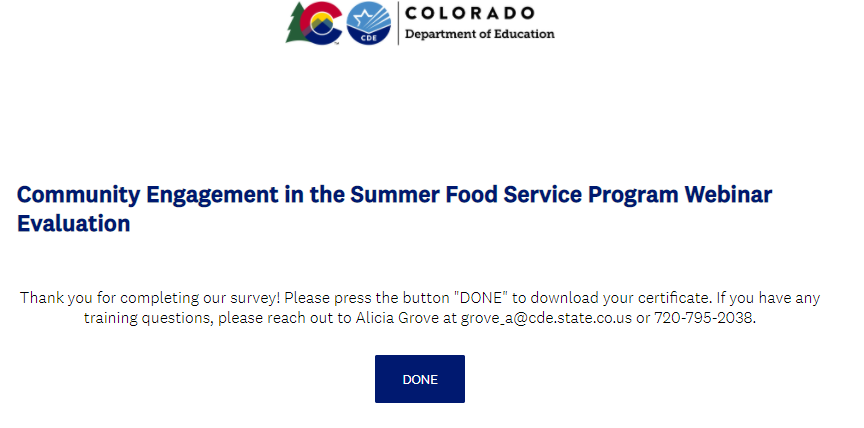 COLORADO
CDE
Department of Education
Community Engagement in the Summer Food Service Program Webinar
Evaluation
Thank you for completing our survey! Please press the button "DONE" to download your certificate. If you have any
training questions, please reach out to Alicia Grove at grove_a@cde.state.co.us or 720-795-2038.
DONE